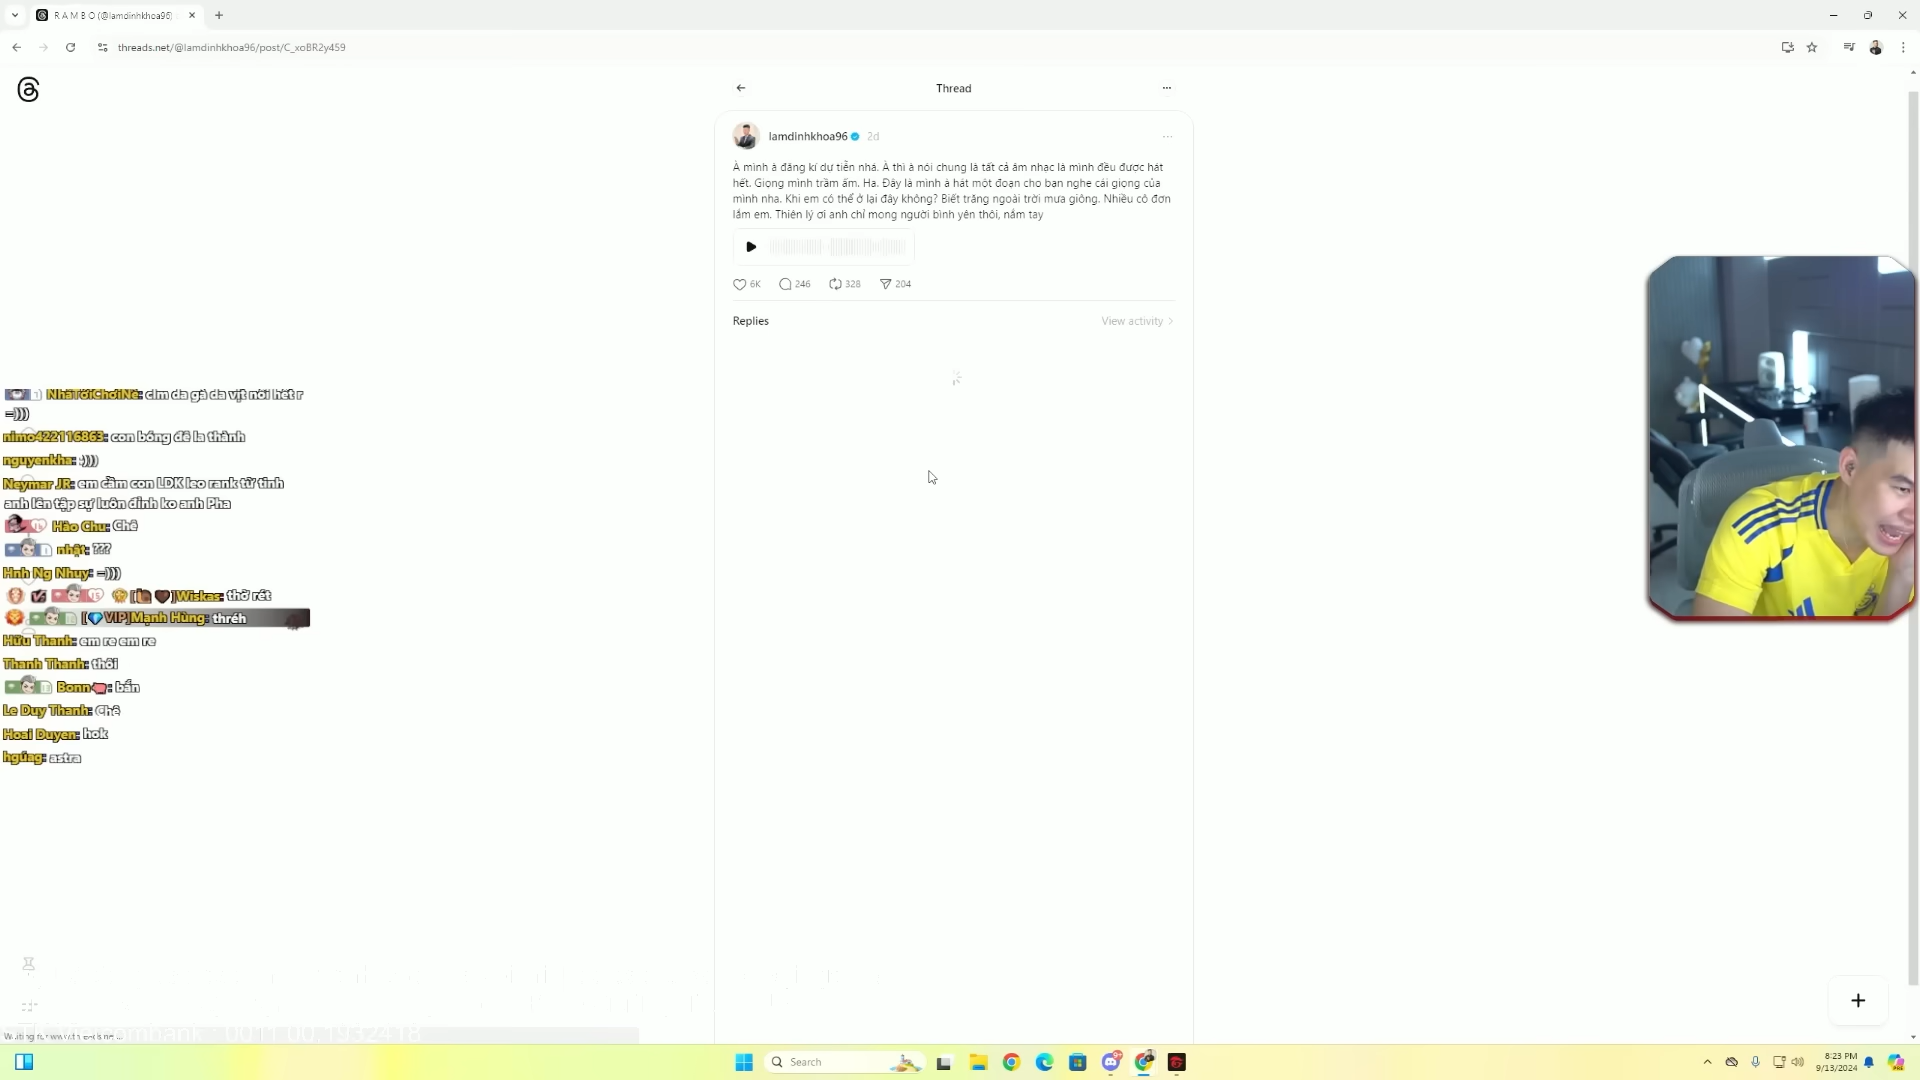 R A M B O (@lamdinhkhoa96)
threads.net/@lamdinhkhoa96/post/C_xoBR2y459
Thread
lamdinhkhoa96 2d
À mình à đăng kí dự tiễn nhá. À thì à nói chung là tất cả âm nhạc là mình đều được hát
hết. Giọng mình trầm ấm. Ha. Đây là mình à hát một đoạn cho bạn nghe cái giọng của
mình nha. Khi em có thể ở lại đây không? Biết trăng ngoài trời mưa giông. Nhiều cô đơn
lắm em. Thiên lý ơi anh chỉ mong người bình yên thôi, nắm tay
6K 246 328 204
Replies View activity
NhàTớiChơiNè: clm da gà da vịt nổi hết r
=)))
nimo422116863: con bóng dê la thành
nguyenkha: :)))
Neymar JR: em cầm con LDK leo rank từ tinh
anh lên tập sự luôn đỉnh ko anh Pha
Hào Chu: Chê
nhật: ???
Hnh Ng Nhuy: =)))
Wiskas: thở rét
[VIP]Mạnh Hùng: thréh
Hữu Thanh: em re em re
Thanh Thanh: thôi
Bonn: bẩn
Le Duy Thanh: Chê
Hoai Duyen: hok
hgúag: astra
Search
8:23 PM
9/13/2024